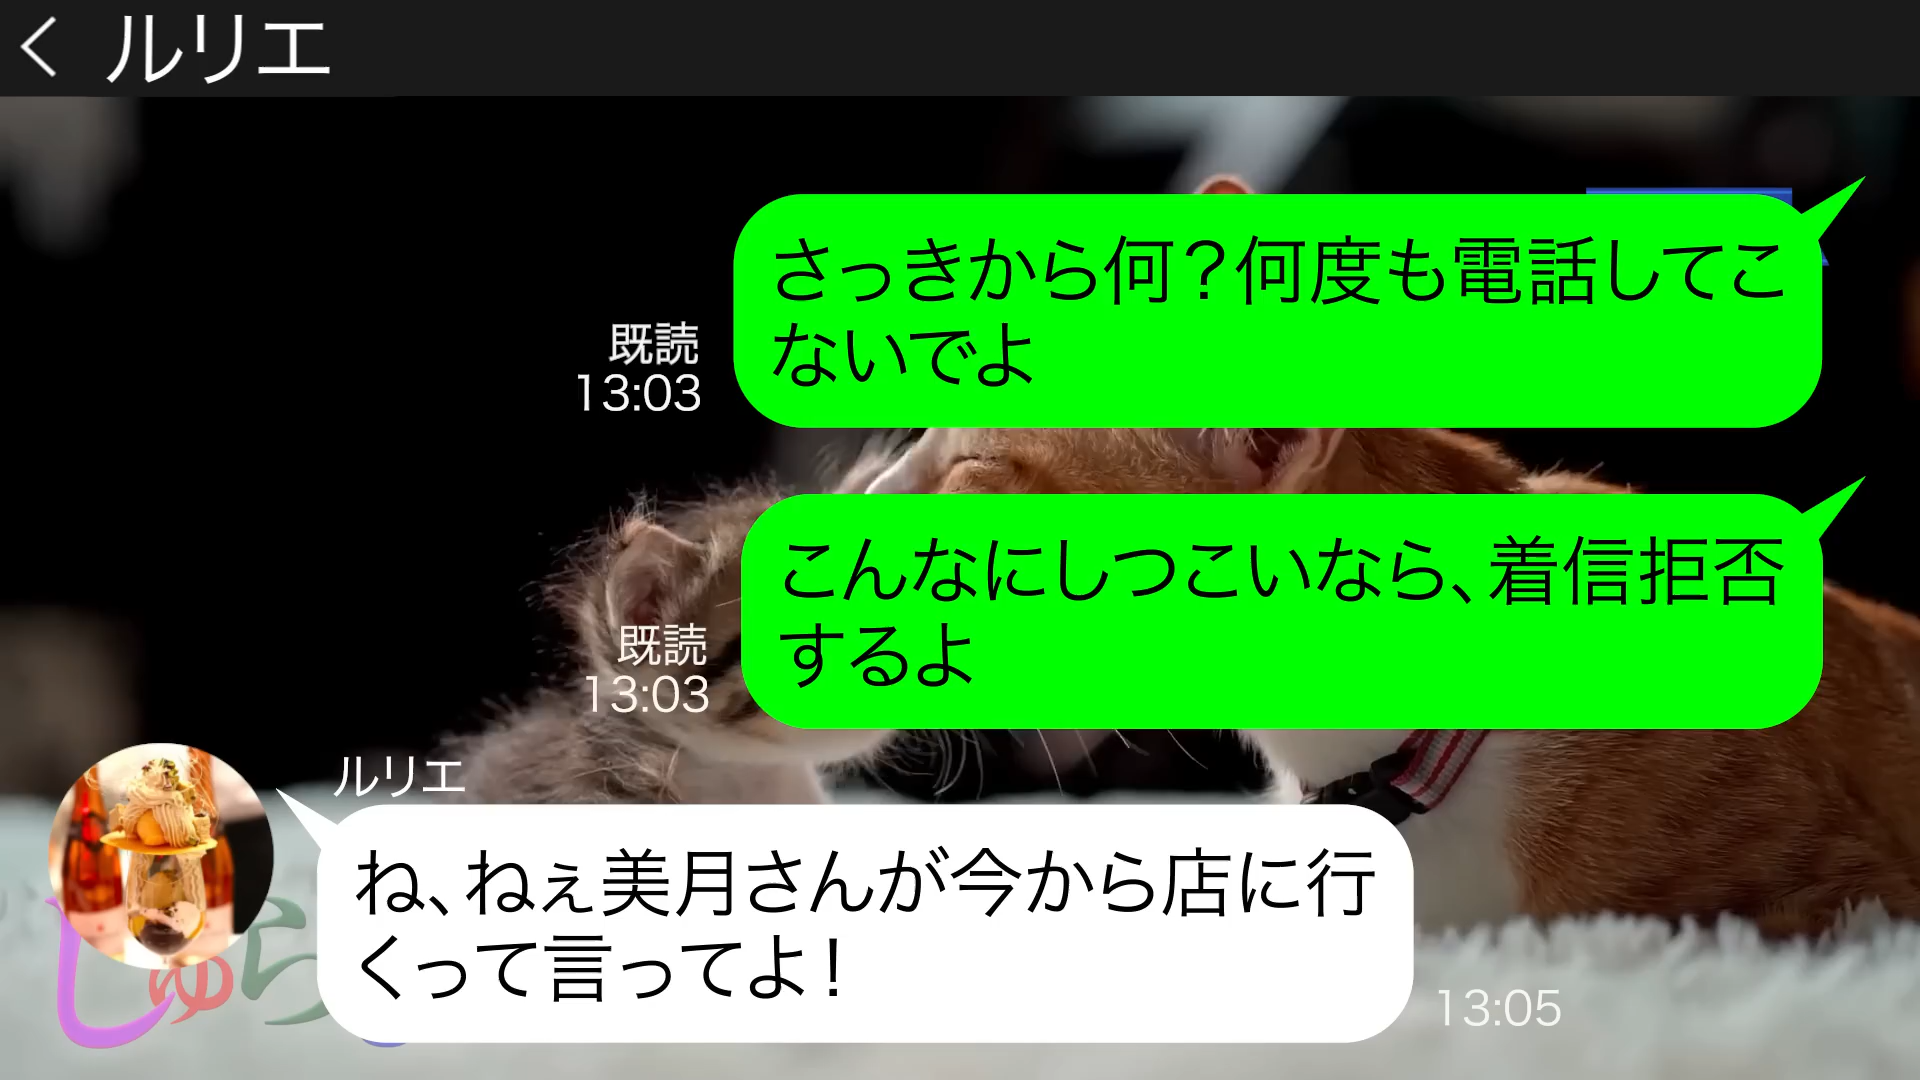 ルリエ
さっきから何？何度も電話してこ
ないでよ
既読
13:03
こんなにしつこいなら、着信拒否
するよ
既読
13:03
ルリエ
ね、ねぇ美月さんが今から店に行
くって言ってよ！
13:05
しゅら